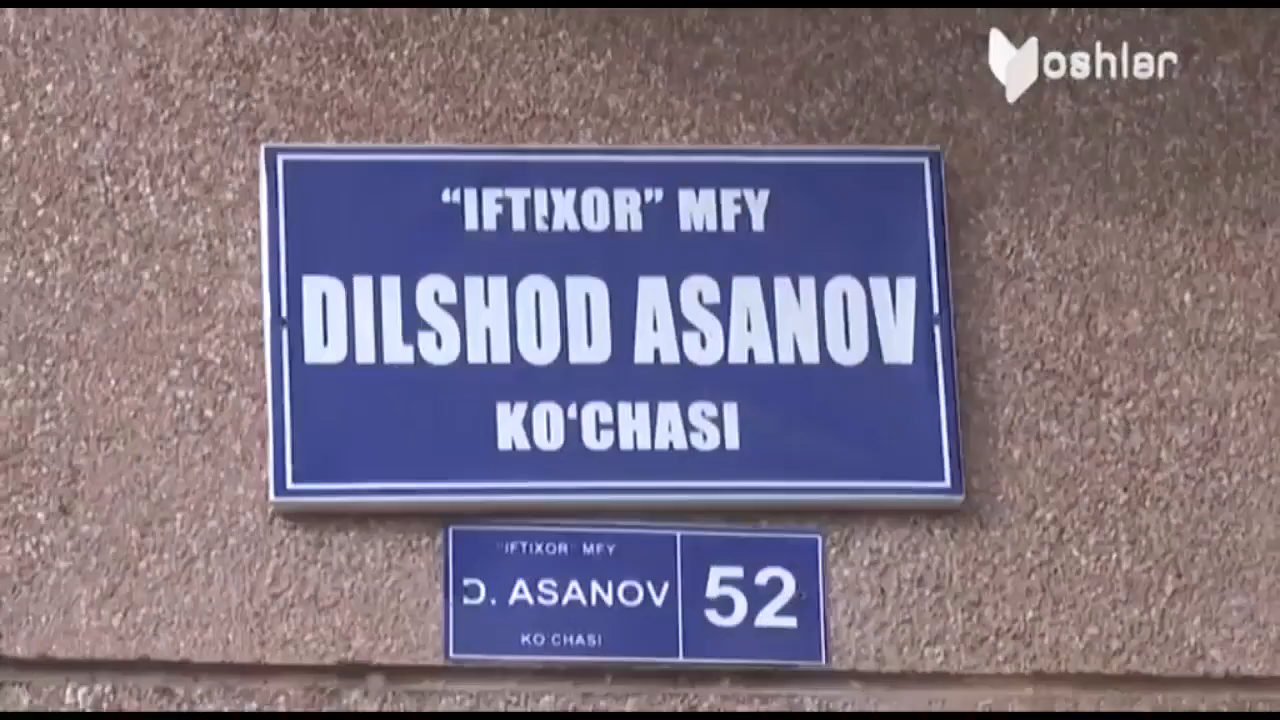 Yoshlar
“IFTIXOR” MFY
DILSHOD ASANOV
KO‘CHASI
"IFTIXOR" MFY
D. ASANOV
KO CHASI
52